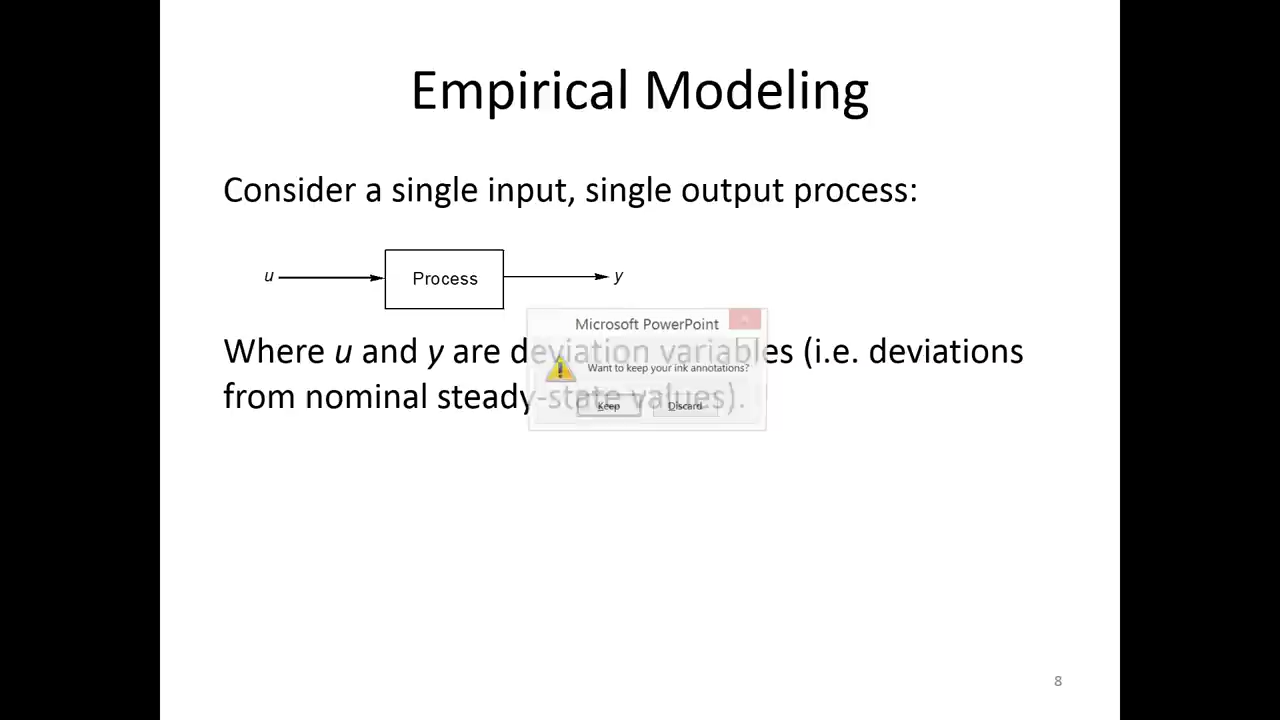 Empirical Modeling
Consider a single input, single output process:
u Process y
Where u and y are deviation variables (i.e. deviations
from nominal steady-state values).
Microsoft PowerPoint
Want to keep your ink annotations?
Keep Discard
8